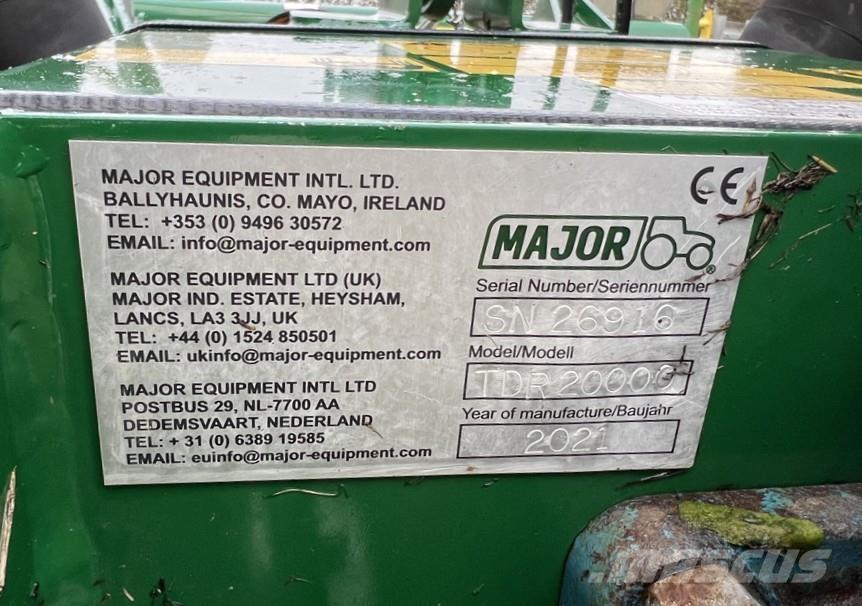 MAJOR EQUIPMENT INTL. LTD.
BALLYHAUNIS, CO. MAYO, IRELAND
TEL: +353 (0) 9496 30572
EMAIL: info@major-equipment.com
MAJOR EQUIPMENT LTD (UK)
MAJOR IND. ESTATE, HEYSHAM,
LANCS, LA3 3JJ, UK
TEL: +44 (0) 1524 850501
EMAIL: ukinfo@major-equipment.com
MAJOR EQUIPMENT INTL LTD
POSTBUS 29, NL-7700 AA
DEDEMSVAART, NEDERLAND
TEL: + 31 (0) 6389 19585
EMAIL: euinfo@major-equipment.com
CE
MAJOR
®
Serial Number/Seriennummer
SN 26916
Model/Modell
TDR20000
Year of manufacture/Baujahr
2021
MASCUS